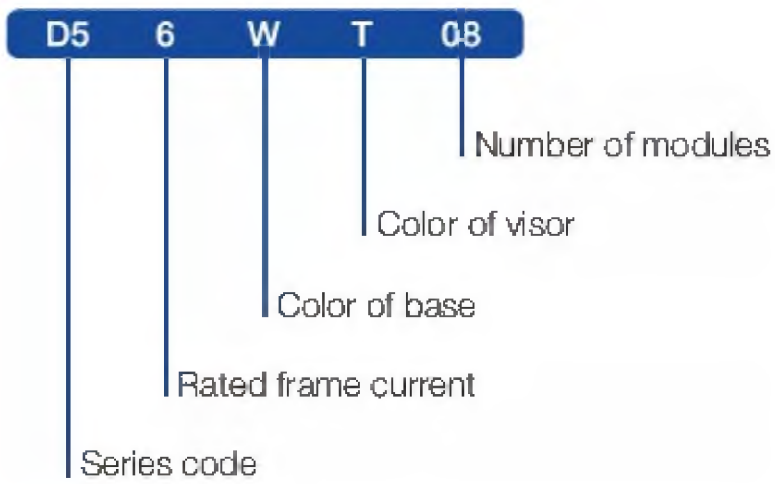 D5 6 W T 08
Number of modules
Color of visor
Color of base
Rated frame current
Series code